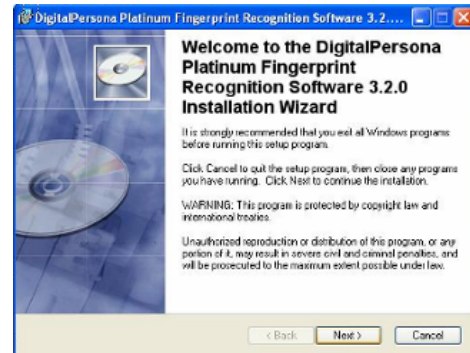 DigitalPersona Platinum Fingerprint Recognition Software 3.2....
Welcome to the DigitalPersona
Platinum Fingerprint
Recognition Software 3.2.0
Installation Wizard
It is strongly recommended that you exit all Windows programs
before running this setup program.
Click Cancel to quit the setup program, then close any programs
you have running. Click Next to continue the installation.
WARNING: This program is protected by copyright law and
international treaties.
Unauthorized reproduction or distribution of this program, or any
portion of it, may result in severe civil and criminal penalties, and
will be prosecuted to the maximum extent possible under law.
< Back Next > Cancel